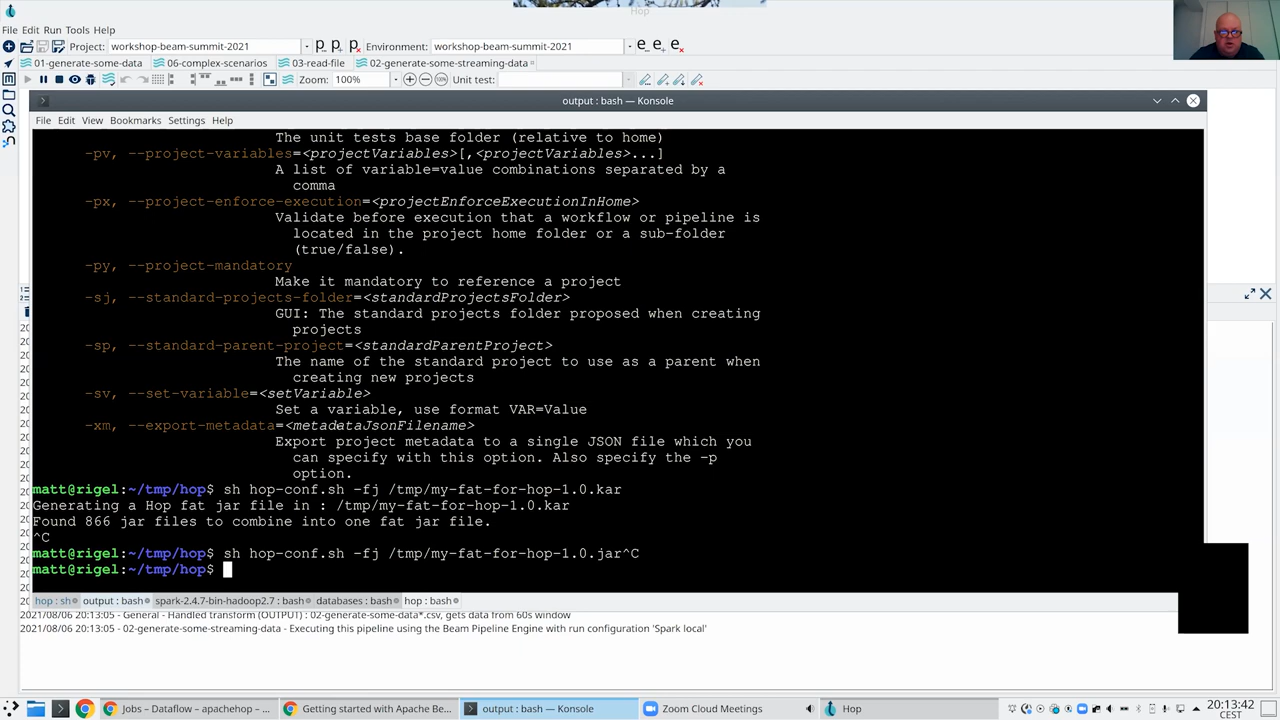 Hop
File Edit Run Tools Help
Project: workshop-beam-summit-2021 Environment: workshop-beam-summit-2021
01-generate-some-data 06-complex-scenarios 03-read-file 02-generate-some-streaming-data
Zoom: 100% Unit test:
output : bash — Konsole
File Edit View Bookmarks Settings Help
The unit tests base folder (relative to home)
-pv, --project-variables=<projectVariables>[,<projectVariables>...]
A list of variable=value combinations separated by a
comma
-px, --project-enforce-execution=<projectEnforceExecutionInHome>
Validate before execution that a workflow or pipeline is
located in the project home folder or a sub-folder
(true/false).
-py, --project-mandatory
Make it mandatory to reference a project
-sj, --standard-projects-folder=<standardProjectsFolder>
GUI: The standard projects folder proposed when creating
projects
-sp, --standard-parent-project=<standardParentProject>
The name of the standard project to use as a parent when
creating new projects
-sv, --set-variable=<setVariable>
Set a variable, use format VAR=Value
-xm, --export-metadata=<metadataJsonFilename>
Export project metadata to a single JSON file which you
can specify with this option. Also specify the -p
option.
matt@rigel:~/tmp/hop$ sh hop-conf.sh -fj /tmp/my-fat-for-hop-1.0.kar
Generating a Hop fat jar file in : /tmp/my-fat-for-hop-1.0.kar
Found 866 jar files to combine into one fat jar file.
^C
matt@rigel:~/tmp/hop$ sh hop-conf.sh -fj /tmp/my-fat-for-hop-1.0.jar^C
matt@rigel:~/tmp/hop$
hop : sh output : bash spark-2.4.7-bin-hadoop2.7 : bash databases : bash hop : bash
2021/08/06 20:13:05 - General - Handled transform (OUTPUT) : 02-generate-some-data*.csv, gets data from 60s window
2021/08/06 20:13:05 - 02-generate-some-streaming-data - Executing this pipeline using the Beam Pipeline Engine with run configuration 'Spark local'
Jobs – Dataflow – apachehop – ... Getting started with Apache Be... output : bash — Konsole Zoom Cloud Meetings Hop
20:13:42
CEST